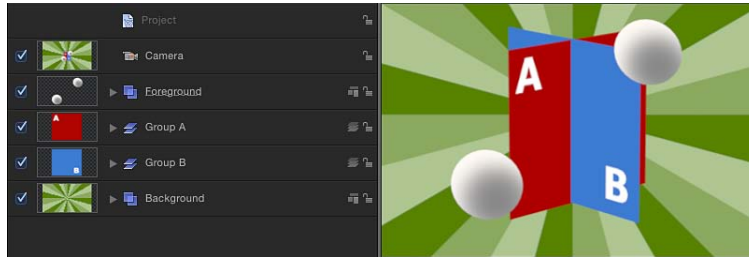 Project
Camera
Foreground
Group A
A
Group B
B
Background
A
B